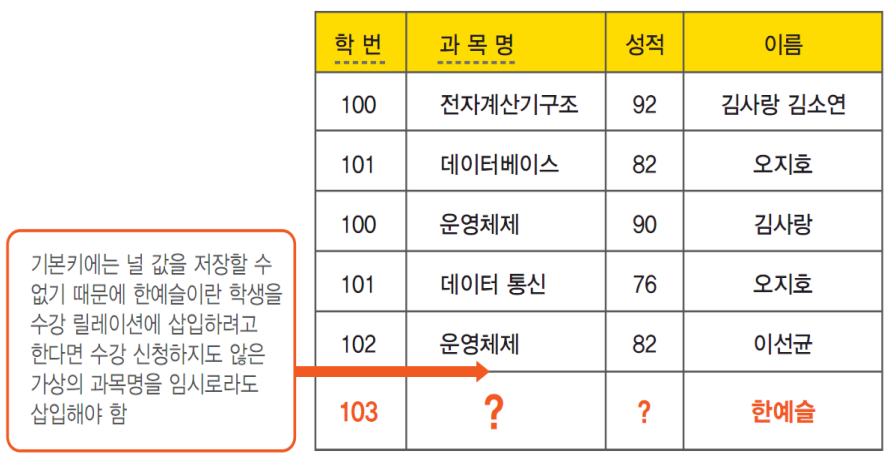 학 번 과 목 명 성적 이름
100 전자계산기구조 92 김사랑 김소연
101 데이터베이스 82 오지호
100 운영체제 90 김사랑
101 데이터 통신 76 오지호
102 운영체제 82 이선균
103 ? ? 한예슬
기본키에는 널 값을 저장할 수
없기 때문에 한예슬이란 학생을
수강 릴레이션에 삽입하려고
한다면 수강 신청하지도 않은
가상의 과목명을 임시로라도
삽입해야 함